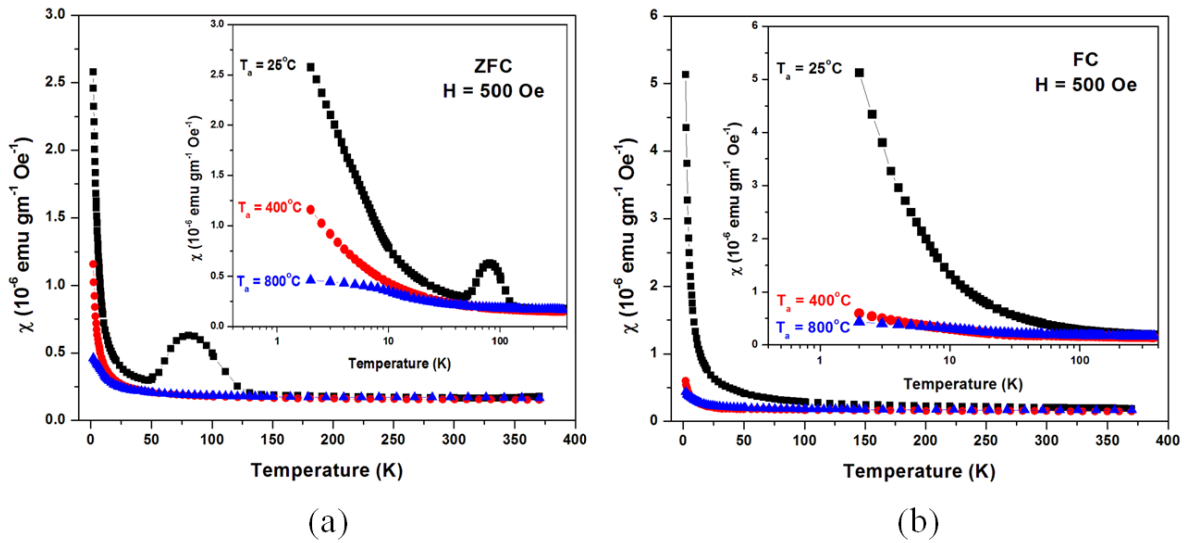 3.0
2.5
2.0
1.5
1.0
0.5
0.0
χ (10⁻⁶ emu gm⁻¹ Oe⁻¹)
0 50 100 150 200 250 300 350 400
Temperature (K)
3.0
2.5
2.0
1.5
1.0
0.5
0.0
χ (10⁻⁶ emu gm⁻¹ Oe⁻¹)
Tₐ = 25°C
ZFC
H = 500 Oe
Tₐ = 400°C
Tₐ = 800°C
1 10 100
Temperature (K)
(a)
6
5
4
3
2
1
0
χ (10⁻⁶ emu gm⁻¹ Oe⁻¹)
0 50 100 150 200 250 300 350 400
Temperature (K)
6
5
4
3
2
1
0
χ (10⁻⁶ emu gm⁻¹ Oe⁻¹)
Tₐ = 25°C
FC
H = 500 Oe
Tₐ = 400°C
Tₐ = 800°C
1 10 100
Temperature (K)
(b)